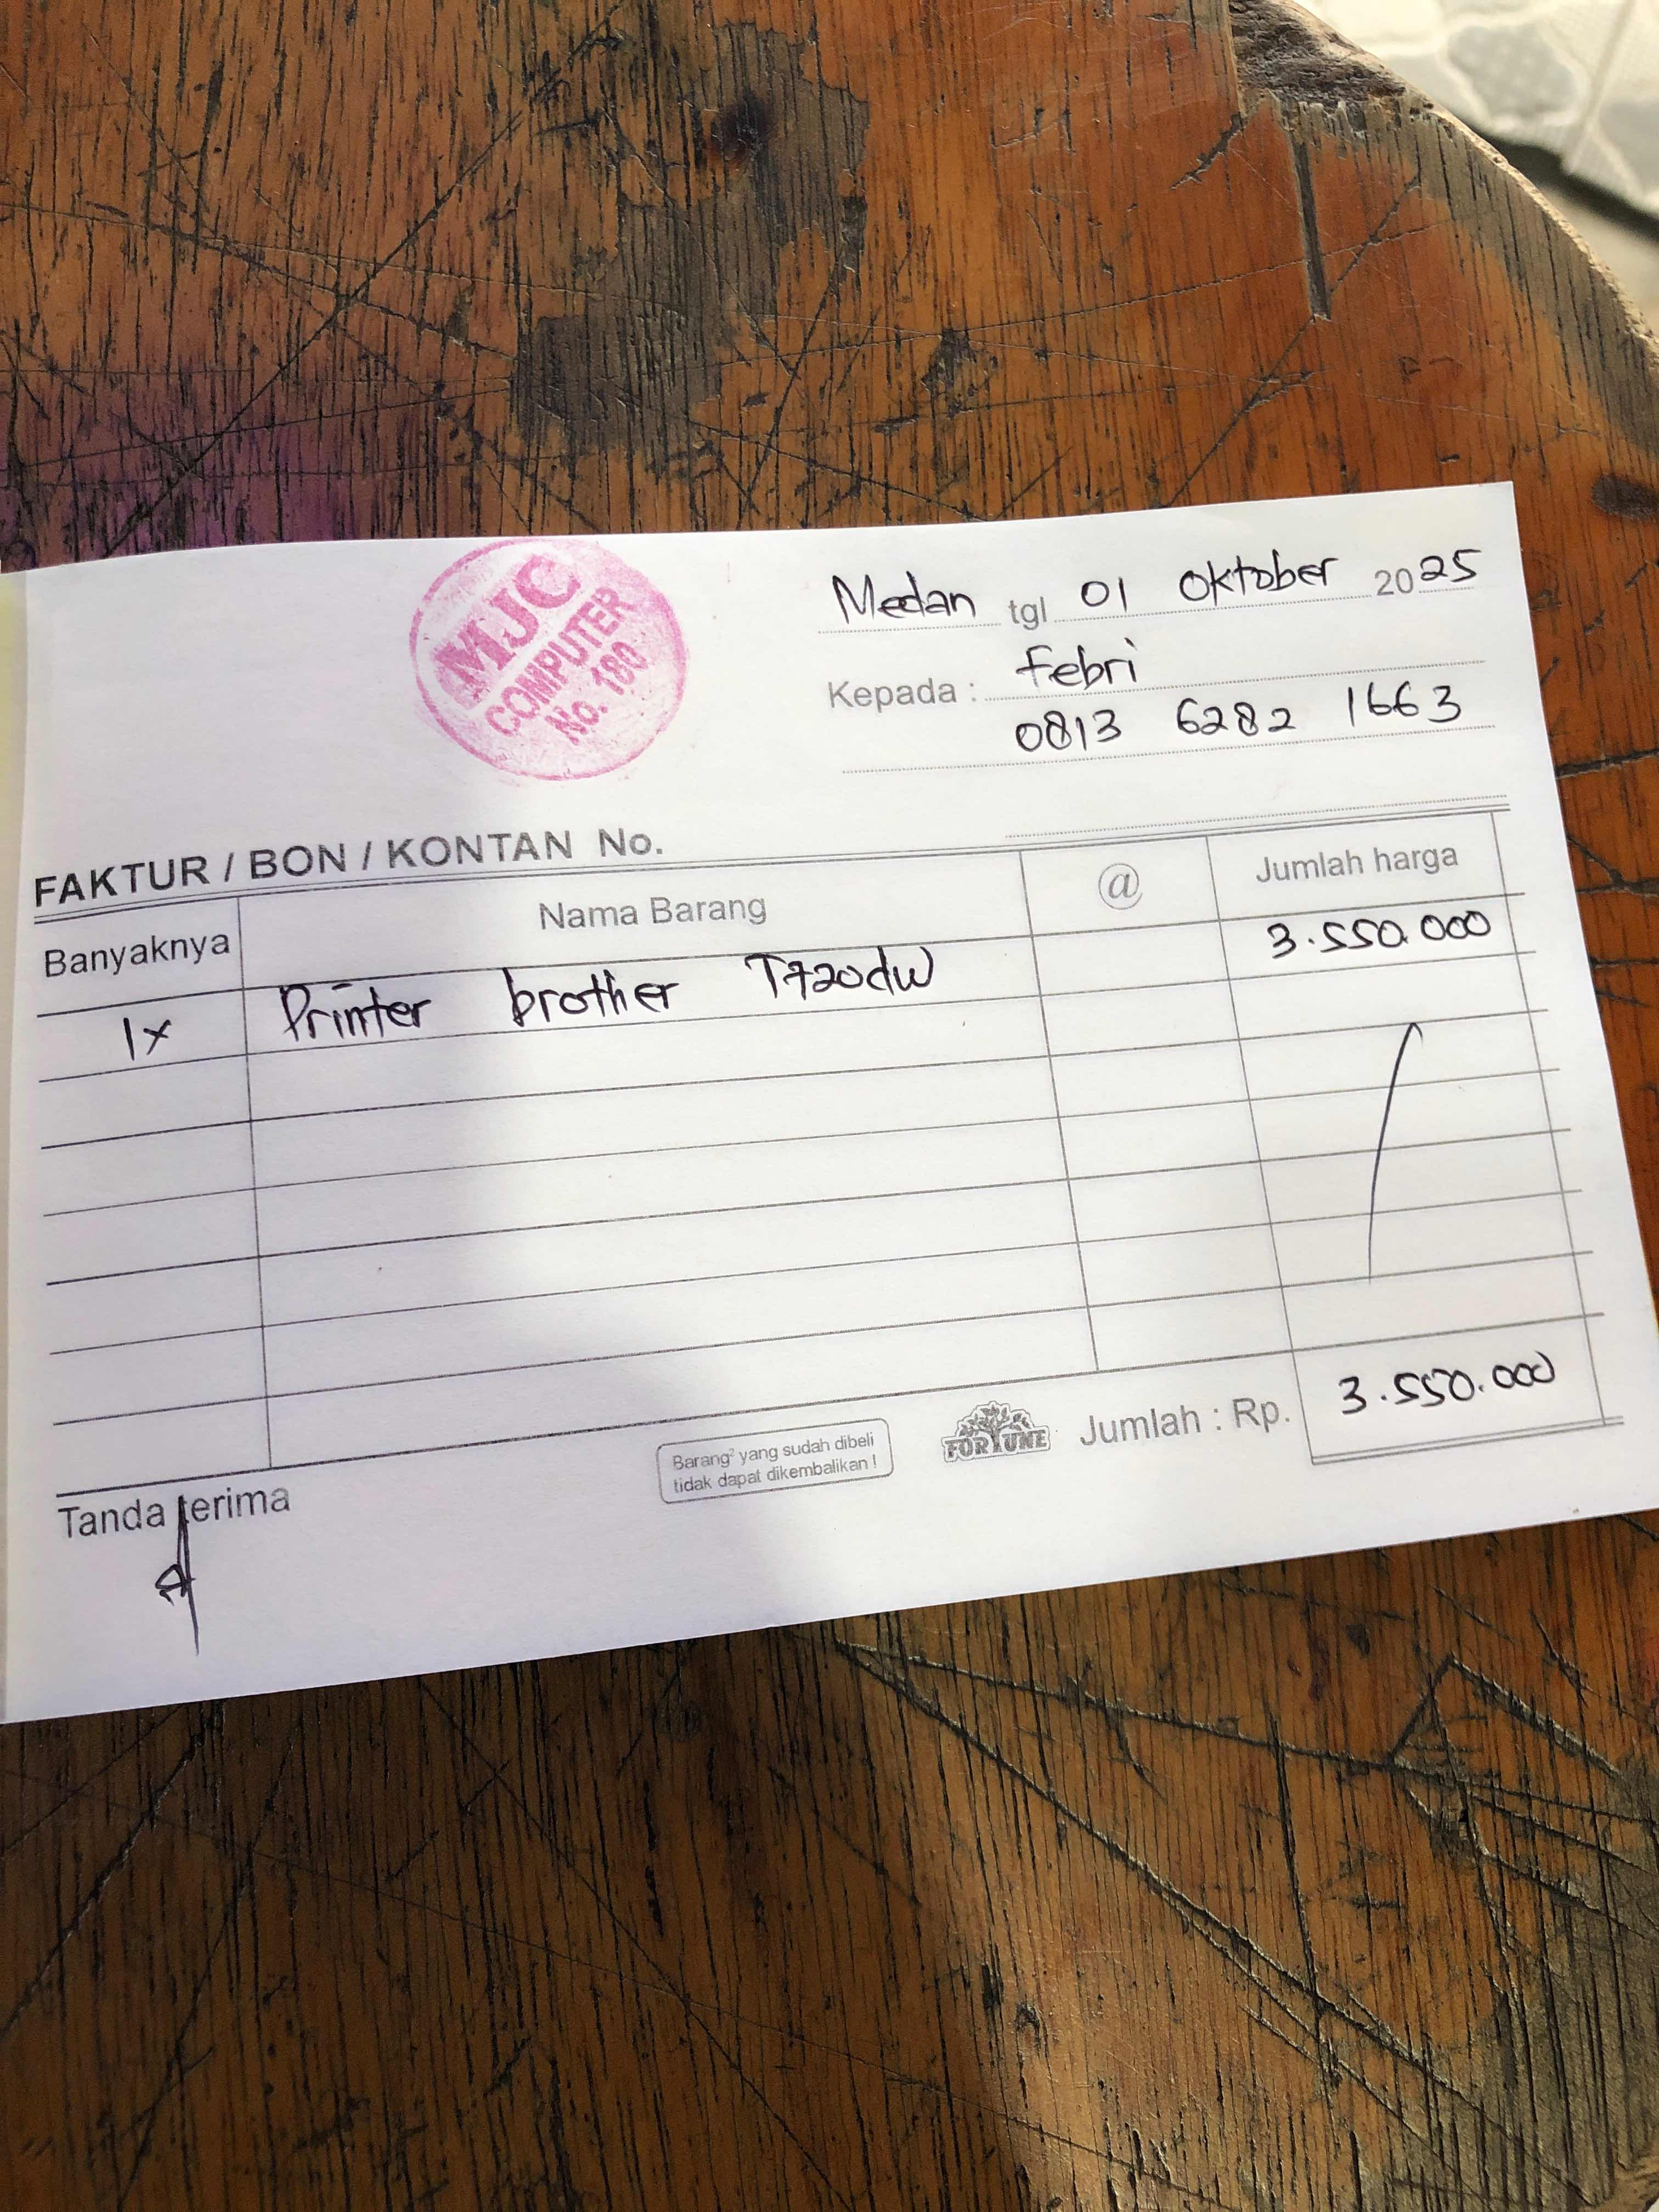 MJC
COMPUTER
No. 180
Medan tgl 01 Oktober 2025
Kepada : Febri
0813 6282 1663
FAKTUR / BON / KONTAN No.
Banyaknya Nama Barang @ Jumlah harga
1x Printer brother T720dw 3.550.000
Tanda terima
Barang² yang sudah dibeli
tidak dapat dikembalikan !
FORTUNE
Jumlah : Rp. 3.550.000